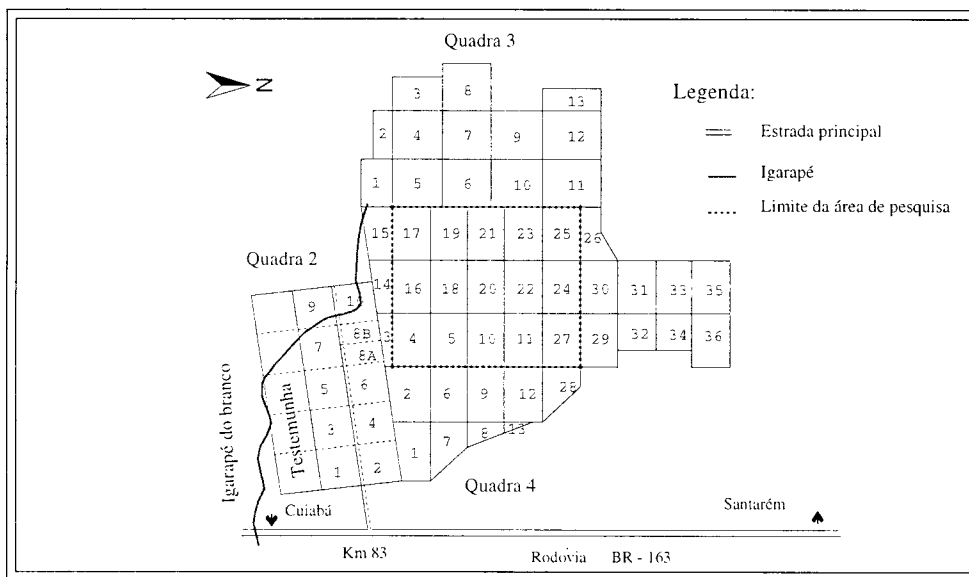 Quadra 3
N
Legenda:
Estrada principal
Igarapé
Limite da área de pesquisa
3 8 13
2 4 7 9 12
1 5 6 10 11
15 17 19 21 23 25 26
Quadra 2
14 16 18 20 22 24 30 31 33 35
9
8B 3 4 5 10 11 27 29 32 34 36
7 8A
5 6 2 6 9 12 28
Testemunha
3 4 1 7 8 13
1 2
Igarapé do branco
Quadra 4
Cuiabá
Santarém
Km 83
Rodovia BR - 163